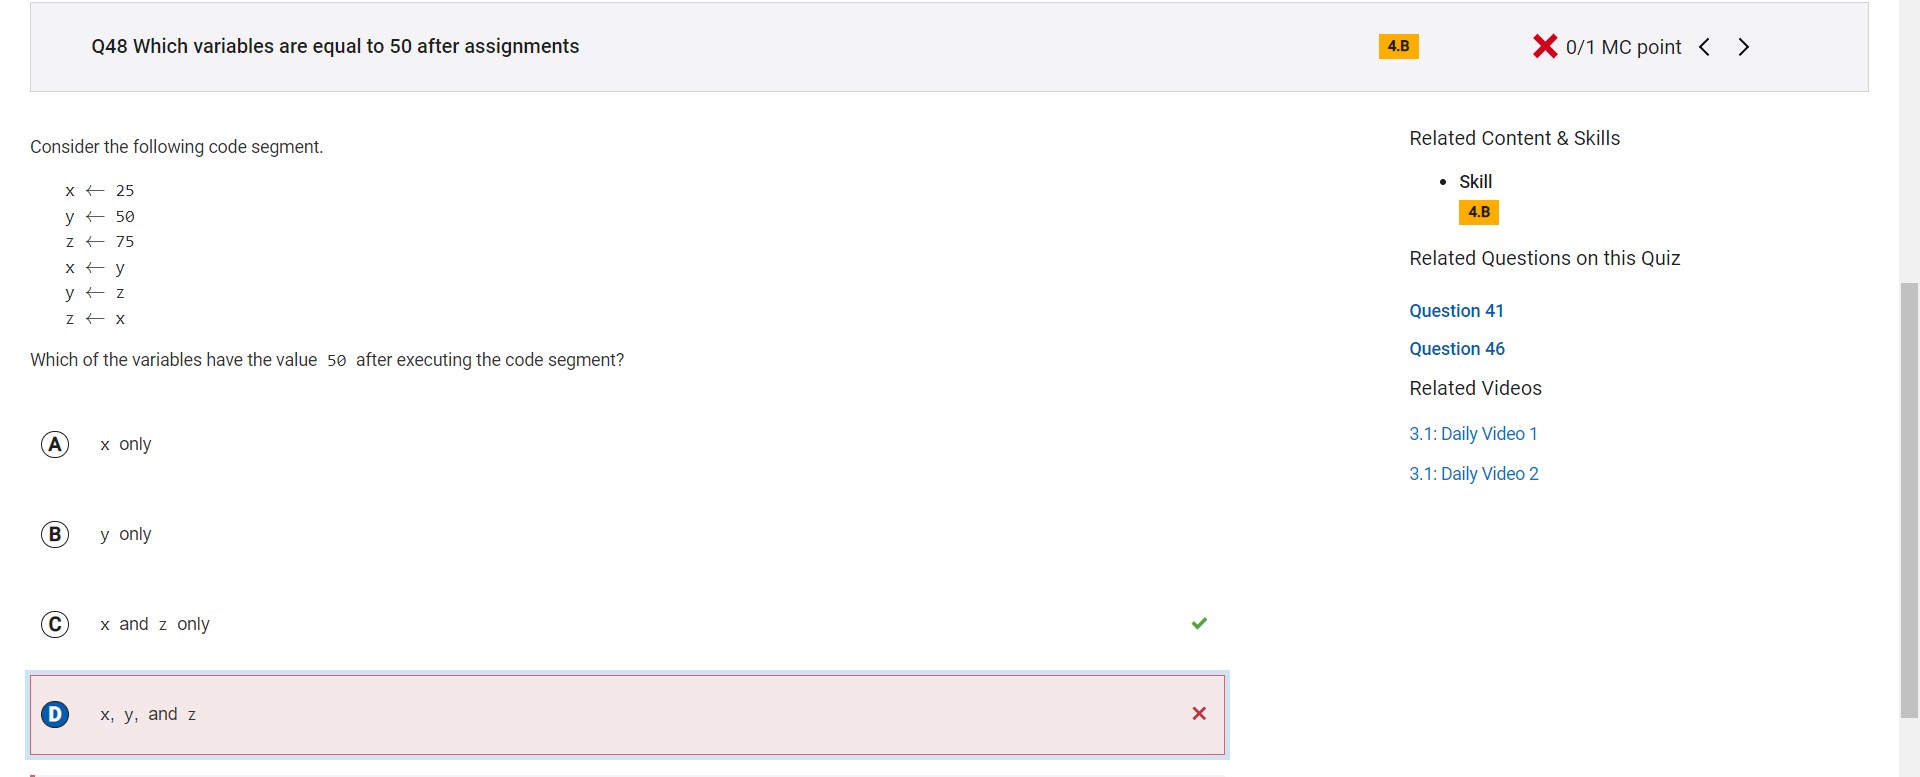 Q48 Which variables are equal to 50 after assignments
4.B
0/1 MC point
Consider the following code segment.
x ← 25
y ← 50
z ← 75
x ← y
y ← z
z ← x
Which of the variables have the value 50 after executing the code segment?
A x only
B y only
C x and z only
D x, y, and z
Related Content & Skills
• Skill
4.B
Related Questions on this Quiz
Question 41
Question 46
Related Videos
3.1: Daily Video 1
3.1: Daily Video 2